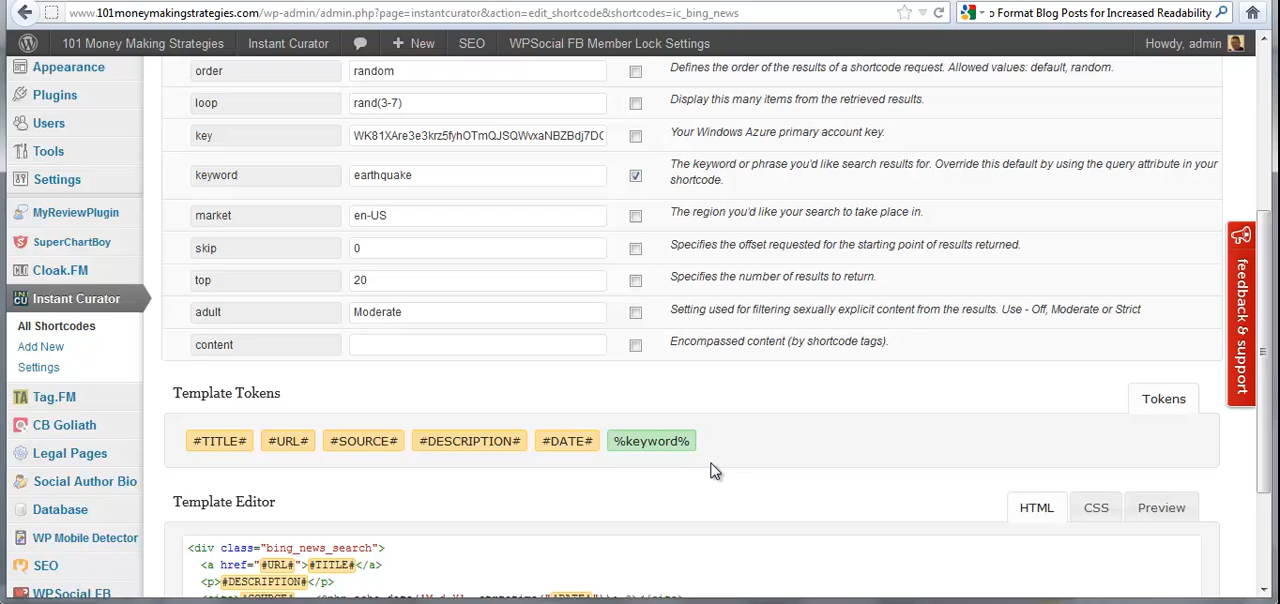 www.101moneymakingstrategies.com/wp-admin/admin.php?page=instantcurator&action=edit_shortcode&shortcodes=ic_bing_news
o Format Blog Posts for Increased Readability
101 Money Making Strategies
Instant Curator
New
SEO
WPSocial FB Member Lock Settings
Howdy, admin
Appearance
Plugins
Users
Tools
Settings
MyReviewPlugin
SuperChartBoy
Cloak.FM
Instant Curator
All Shortcodes
Add New
Settings
Tag.FM
CB Goliath
Legal Pages
Social Author Bio
Database
WP Mobile Detector
SEO
WPSocial FB
order
random
Defines the order of the results of a shortcode request. Allowed values: default, random.
loop
rand(3-7)
Display this many items from the retrieved results.
key
Your Windows Azure primary account key.
keyword
earthquake
The keyword or phrase you'd like search results for. Override this default by using the query attribute in your
shortcode.
market
en-US
The region you'd like your search to take place in.
skip
0
Specifies the offset requested for the starting point of results returned.
top
20
Specifies the number of results to return.
adult
Moderate
Setting used for filtering sexually explicit content from the results. Use - Off, Moderate or Strict
content
Encompassed content (by shortcode tags).
Template Tokens
Tokens
#TITLE# #URL# #SOURCE# #DESCRIPTION# #DATE# %keyword%
Template Editor
HTML CSS Preview
<div class="bing_news_search">
<a href="#URL#">#TITLE#</a>
<p>#DESCRIPTION#</p>
feedback & support